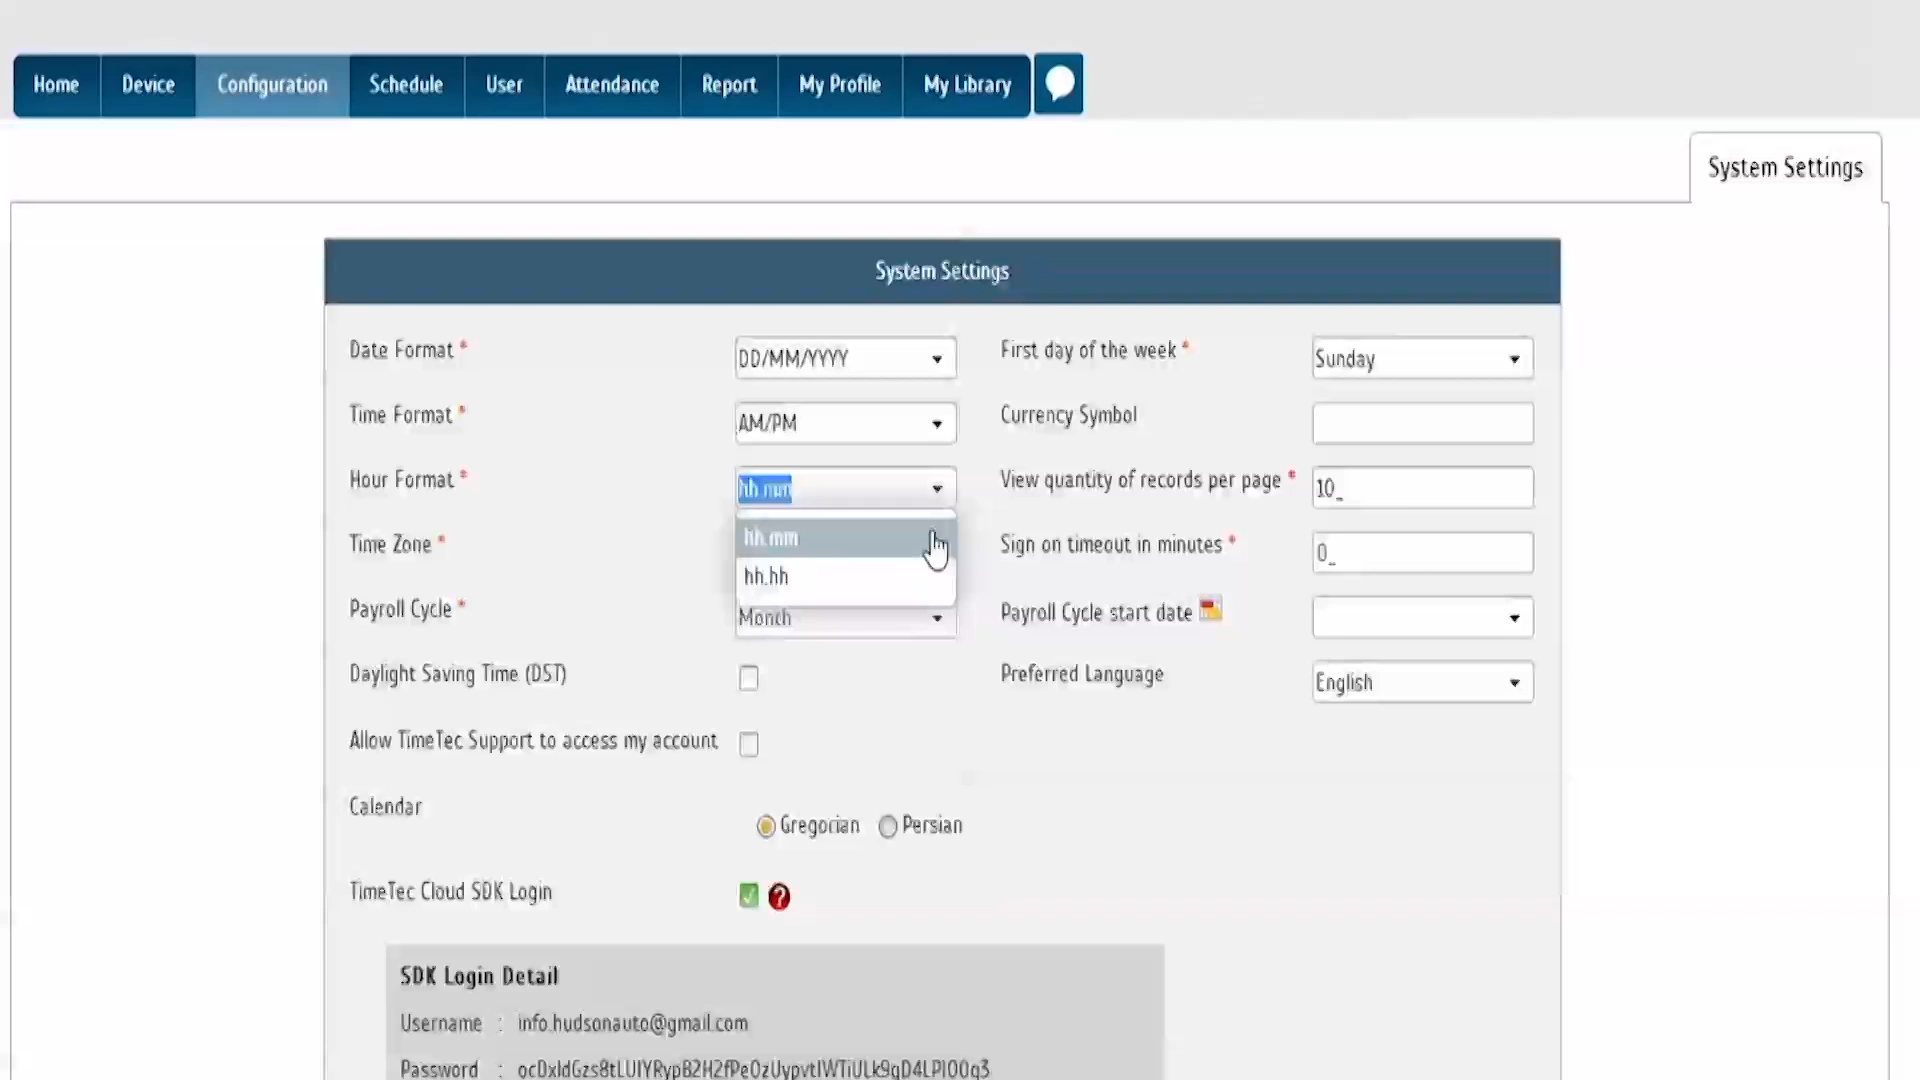 Home Device Configuration Schedule User Attendance Report My Profile My Library
System Settings
System Settings
Date Format * DD/MM/YYYY First day of the week * Sunday
Time Format * AM/PM Currency Symbol
Hour Format * hh.mm View quantity of records per page * 10_
hh.mm
Time Zone * Sign on timeout in minutes * 0_
hh.hh
Payroll Cycle * Month Payroll Cycle start date
Daylight Saving Time (DST) Preferred Language English
Allow TimeTec Support to access my account
Calendar
Gregorian Persian
TimeTec Cloud SDK Login ?
SDK Login Detail
Username : info.hudsonauto@gmail.com
Password :